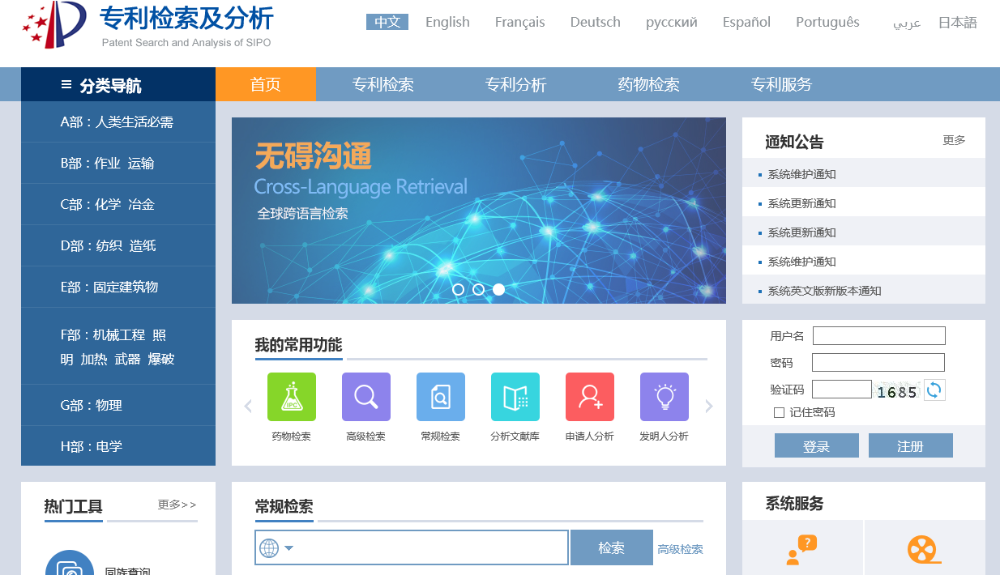 专利检索及分析
Patent Search and Analysis of SIPO
中文 English Français Deutsch русский Español Português عربي 日本語
分类导航 首页 专利检索 专利分析 药物检索 专利服务
A部：人类生活必需
B部：作业 运输
C部：化学 冶金
D部：纺织 造纸
E部：固定建筑物
F部：机械工程 照
明 加热 武器 爆破
G部：物理
H部：电学
无碍沟通
Cross-Language Retrieval
全球跨语言检索
通知公告 更多
系统维护通知
系统更新通知
系统更新通知
系统维护通知
系统英文版新版本通知
我的常用功能
IPC
药物检索 高级检索 常规检索 分析文献库 申请人分析 发明人分析
用户名
密码
验证码 1685
记住密码
登录 注册
热门工具 更多>>
同族查询
常规检索
检索 高级检索
系统服务
?